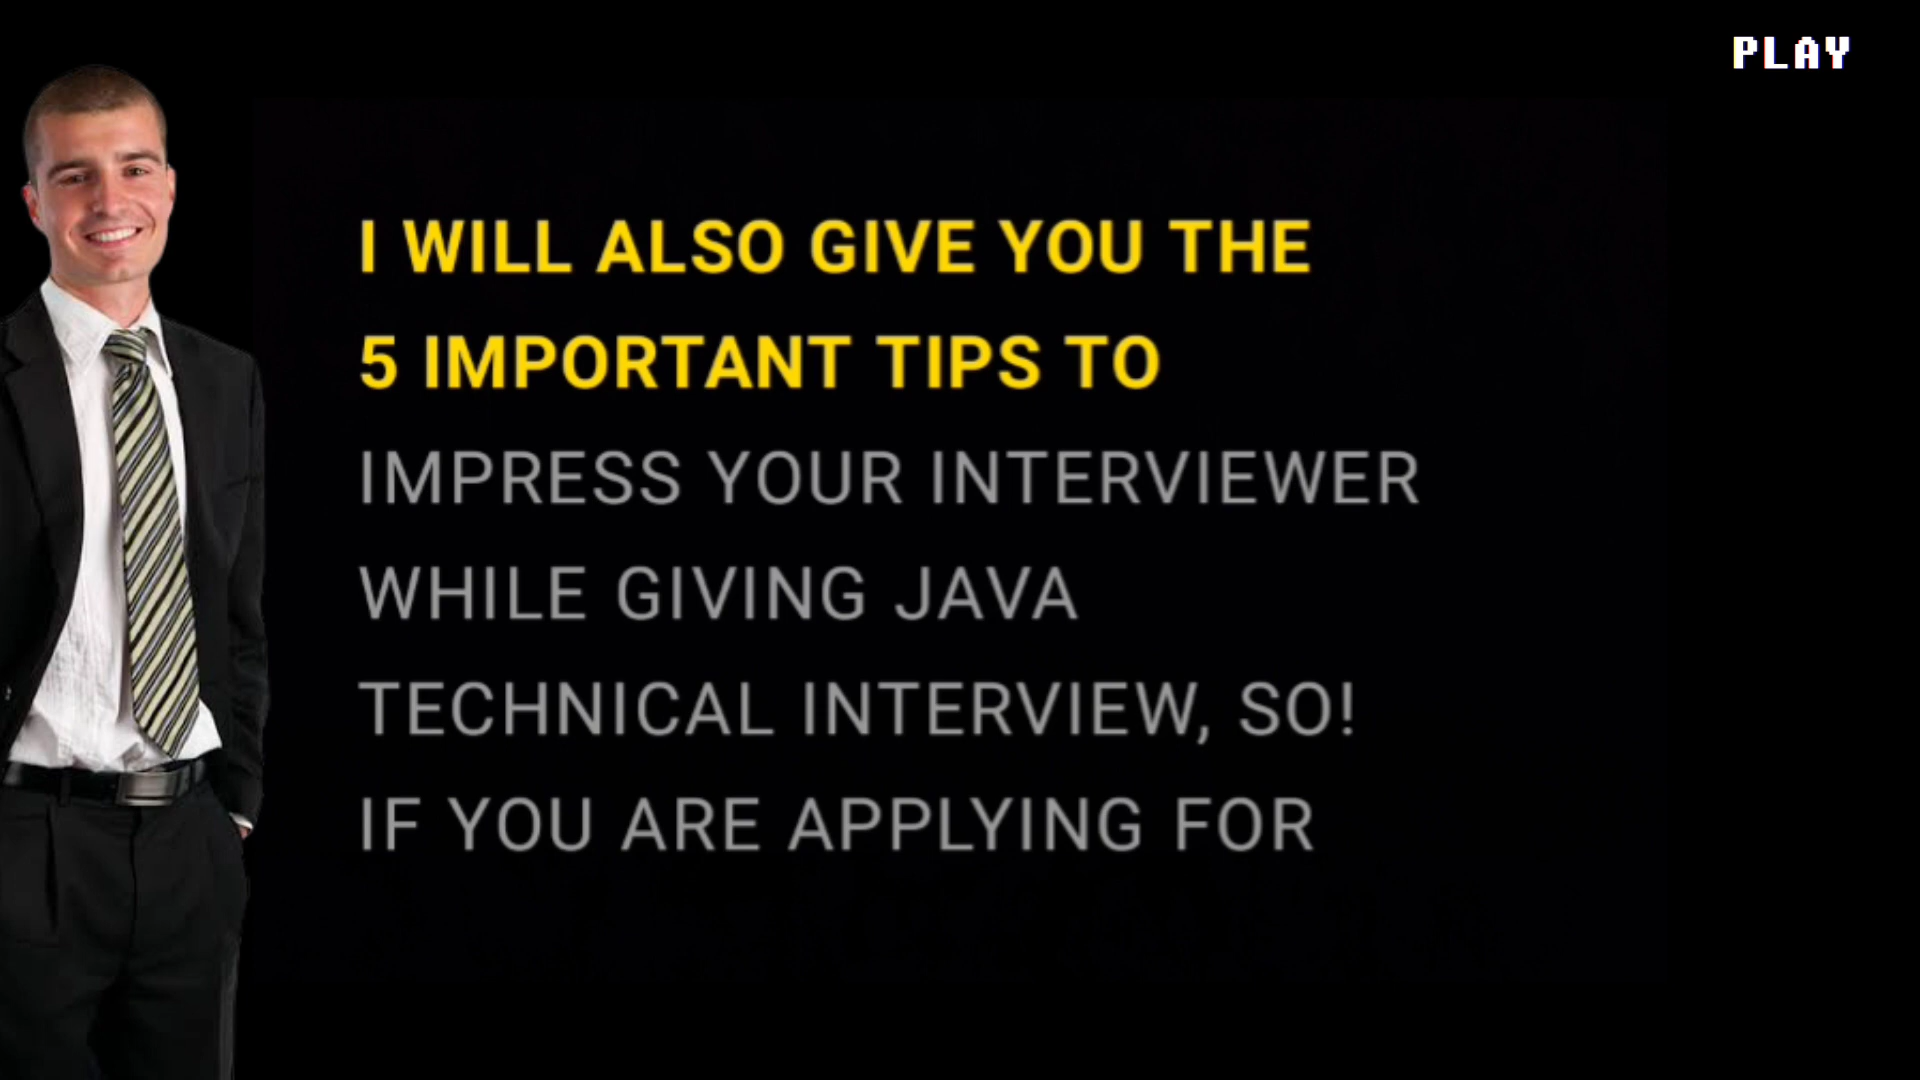 PLAY
I WILL ALSO GIVE YOU THE
5 IMPORTANT TIPS TO
IMPRESS YOUR INTERVIEWER
WHILE GIVING JAVA
TECHNICAL INTERVIEW, SO!
IF YOU ARE APPLYING FOR